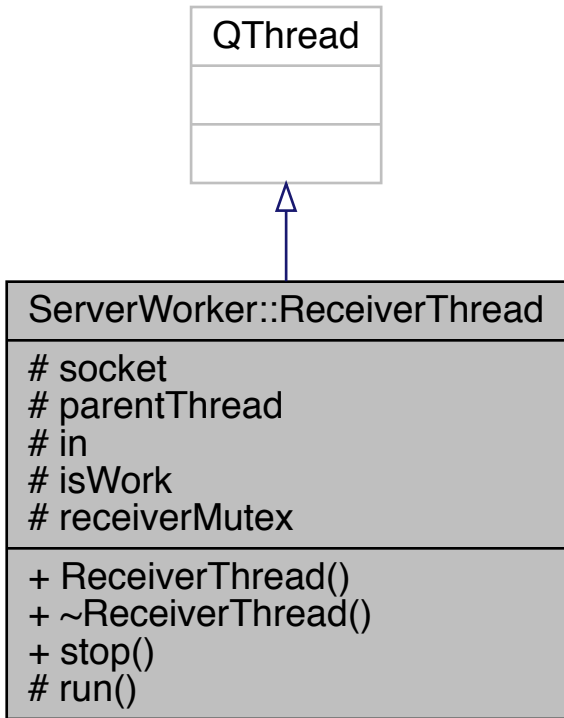 QThread
ServerWorker::ReceiverThread
# socket
# parentThread
# in
# isWork
# receiverMutex
+ ReceiverThread()
+ ~ReceiverThread()
+ stop()
# run()